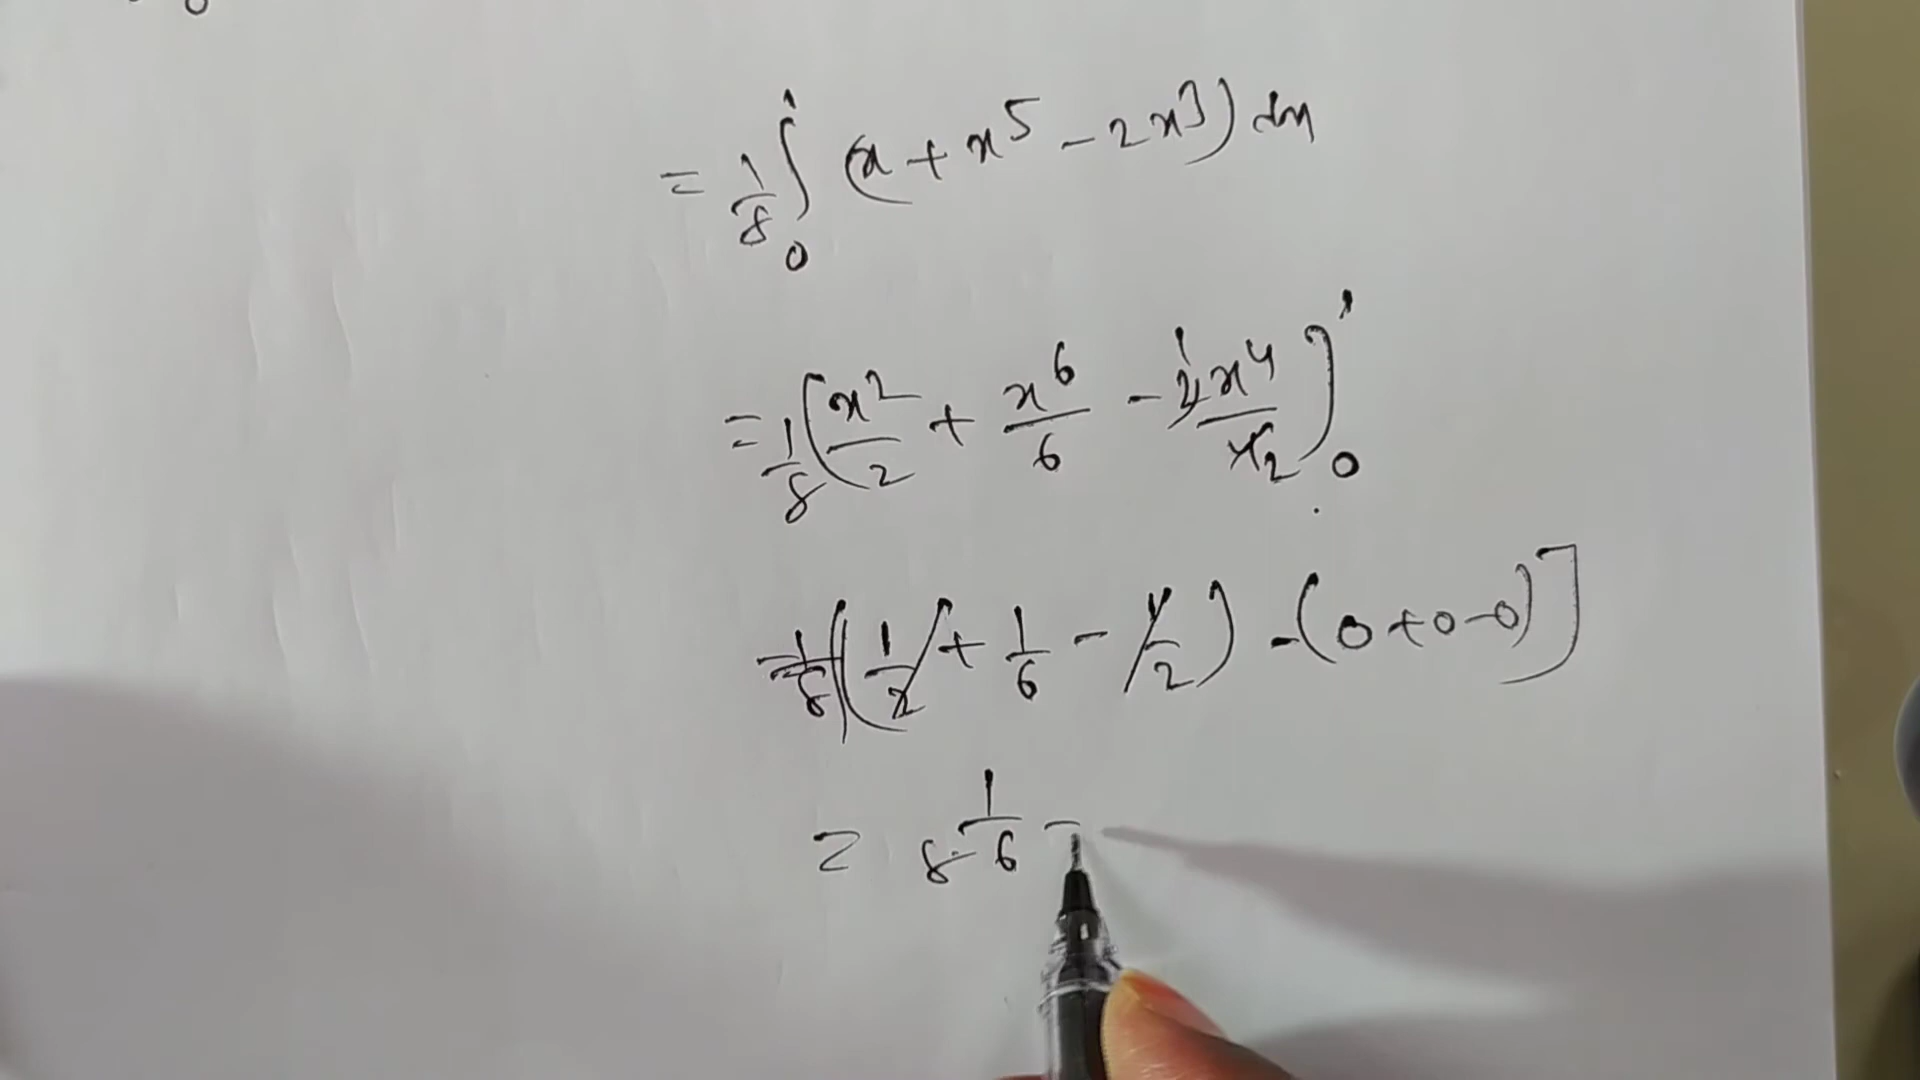 = 1/8 ∫₀¹ (x + x⁵ - 2x³) dx
= 1/8 (x²/2 + x⁶/6 - 2x⁴/4 1 2)₀¹
= 1/8 [(1/2 + 1/6 - 1/2) - (0+0-0)]
= 1/8·6 =